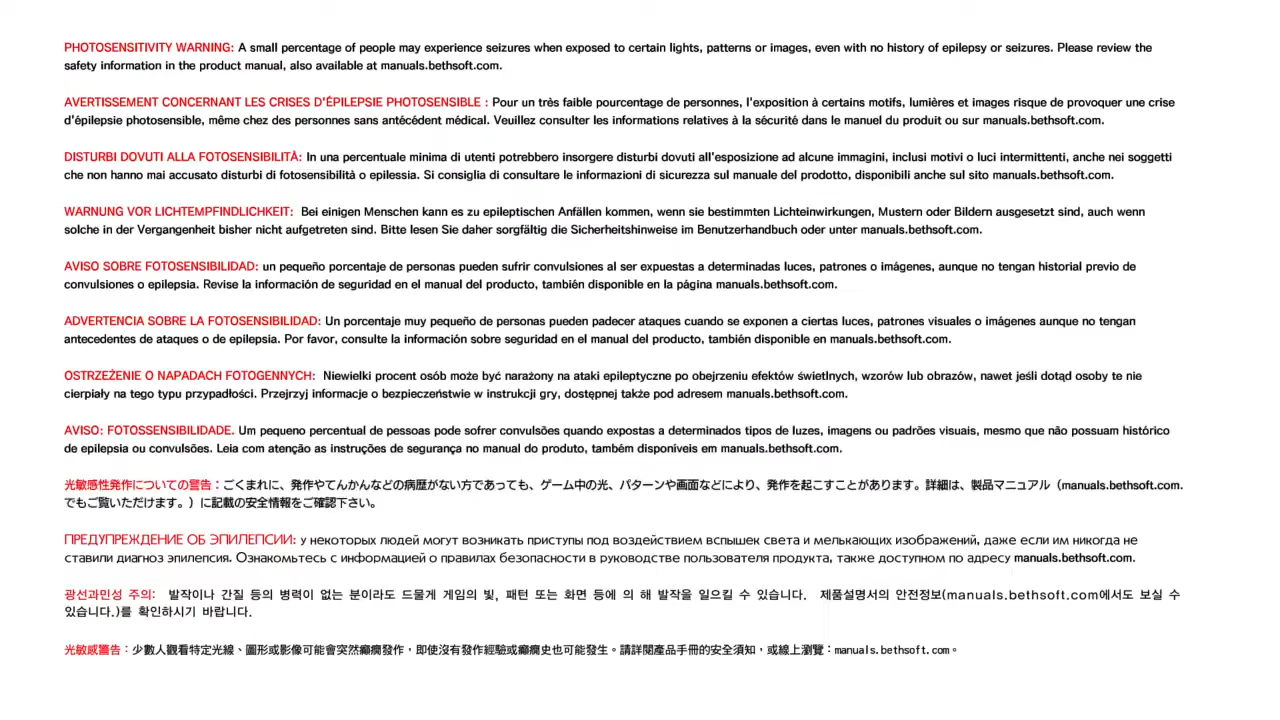 PHOTOSENSITIVITY WARNING: A small percentage of people may experience seizures when exposed to certain lights, patterns or images, even with no history of epilepsy or seizures. Please review the
safety information in the product manual, also available at manuals.bethsoft.com.
AVERTISSEMENT CONCERNANT LES CRISES D'ÉPILEPSIE PHOTOSENSIBLE : Pour un très faible pourcentage de personnes, l'exposition à certains motifs, lumières et images risque de provoquer une crise
d'épilepsie photosensible, même chez des personnes sans antécédent médical. Veuillez consulter les informations relatives à la sécurité dans le manuel du produit ou sur manuals.bethsoft.com.
DISTURBI DOVUTI ALLA FOTOSENSIBILITÀ: In una percentuale minima di utenti potrebbero insorgere disturbi dovuti all'esposizione ad alcune immagini, inclusi motivi o luci intermittenti, anche nei soggetti
che non hanno mai accusato disturbi di fotosensibilità o epilessia. Si consiglia di consultare le informazioni di sicurezza sul manuale del prodotto, disponibili anche sul sito manuals.bethsoft.com.
WARNUNG VOR LICHTEMPFINDLICHKEIT: Bei einigen Menschen kann es zu epileptischen Anfällen kommen, wenn sie bestimmten Lichteinwirkungen, Mustern oder Bildern ausgesetzt sind, auch wenn
solche in der Vergangenheit bisher nicht aufgetreten sind. Bitte lesen Sie daher sorgfältig die Sicherheitshinweise im Benutzerhandbuch oder unter manuals.bethsoft.com.
AVISO SOBRE FOTOSENSIBILIDAD: un pequeño porcentaje de personas pueden sufrir convulsiones al ser expuestas a determinadas luces, patrones o imágenes, aunque no tengan historial previo de
convulsiones o epilepsia. Revise la información de seguridad en el manual del producto, también disponible en la página manuals.bethsoft.com.
ADVERTENCIA SOBRE LA FOTOSENSIBILIDAD: Un porcentaje muy pequeño de personas pueden padecer ataques cuando se exponen a ciertas luces, patrones visuales o imágenes aunque no tengan
antecedentes de ataques o de epilepsia. Por favor, consulte la información sobre seguridad en el manual del producto, también disponible en manuals.bethsoft.com.
OSTRZEŻENIE O NAPADACH FOTOGENNYCH: Niewielki procent osób może być narażony na ataki epileptyczne po obejrzeniu efektów świetlnych, wzorów lub obrazów, nawet jeśli dotąd osoby te nie
cierpiały na tego typu przypadłości. Przejrzyj informacje o bezpieczeństwie w instrukcji gry, dostępnej także pod adresem manuals.bethsoft.com.
AVISO: FOTOSSENSIBILIDADE. Um pequeno percentual de pessoas pode sofrer convulsões quando expostas a determinados tipos de luzes, imagens ou padrões visuais, mesmo que não possuam histórico
de epilepsia ou convulsões. Leia com atenção as instruções de segurança no manual do produto, também disponíveis em manuals.bethsoft.com.
光敏感性発作についての警告：ごくまれに、発作やてんかんなどの病歴がない方であっても、ゲーム中の光、パターンや画面などにより、発作を起こすことがあります。詳細は、製品マニュアル（manuals.bethsoft.com.
でもご覧いただけます。）に記載の安全情報をご確認下さい。
ПРЕДУПРЕЖДЕНИЕ ОБ ЭПИЛЕПСИИ: у некоторых людей могут возникать приступы под воздействием вспышек света и мелькающих изображений, даже если им никогда не
ставили диагноз эпилепсия. Ознакомьтесь с информацией о правилах безопасности в руководстве пользователя продукта, также доступном по адресу manuals.bethsoft.com.
광선과민성 주의: 발작이나 간질 등의 병력이 없는 분이라도 드물게 게임의 빛, 패턴 또는 화면 등에 의 해 발작을 일으킬 수 있습니다. 제품설명서의 안전정보(manuals.bethsoft.com에서도 보실 수
있습니다.)를 확인하시기 바랍니다.
光敏感警告：少數人觀看特定光線、圖形或影像可能會突然癲癇發作，即使沒有發作經驗或癲癇史也可能發生。請詳閱產品手冊的安全須知，或線上瀏覽：manuals.bethsoft.com。